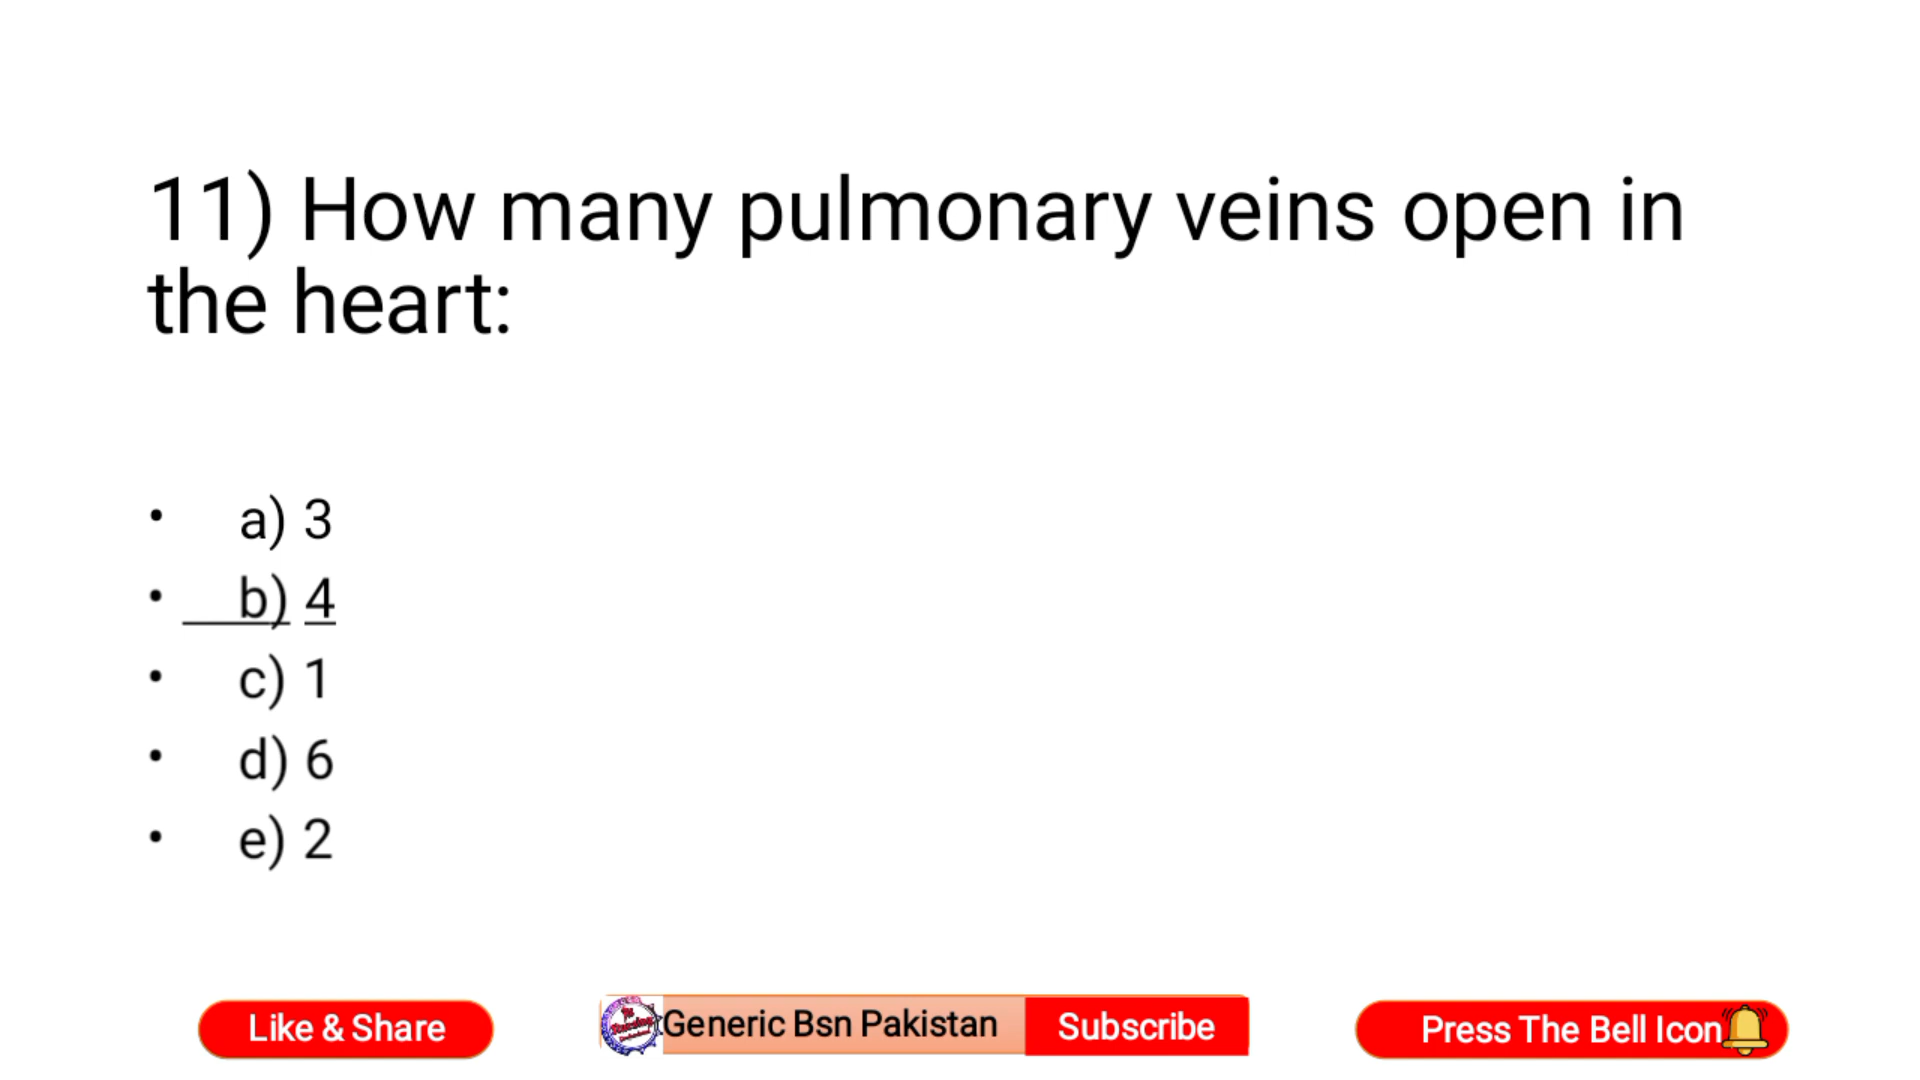 11) How many pulmonary veins open in
the heart:
• a) 3
• b) 4
• c) 1
• d) 6
• e) 2
Like & Share
Generic Bsn Pakistan
Subscribe
Press The Bell Icon